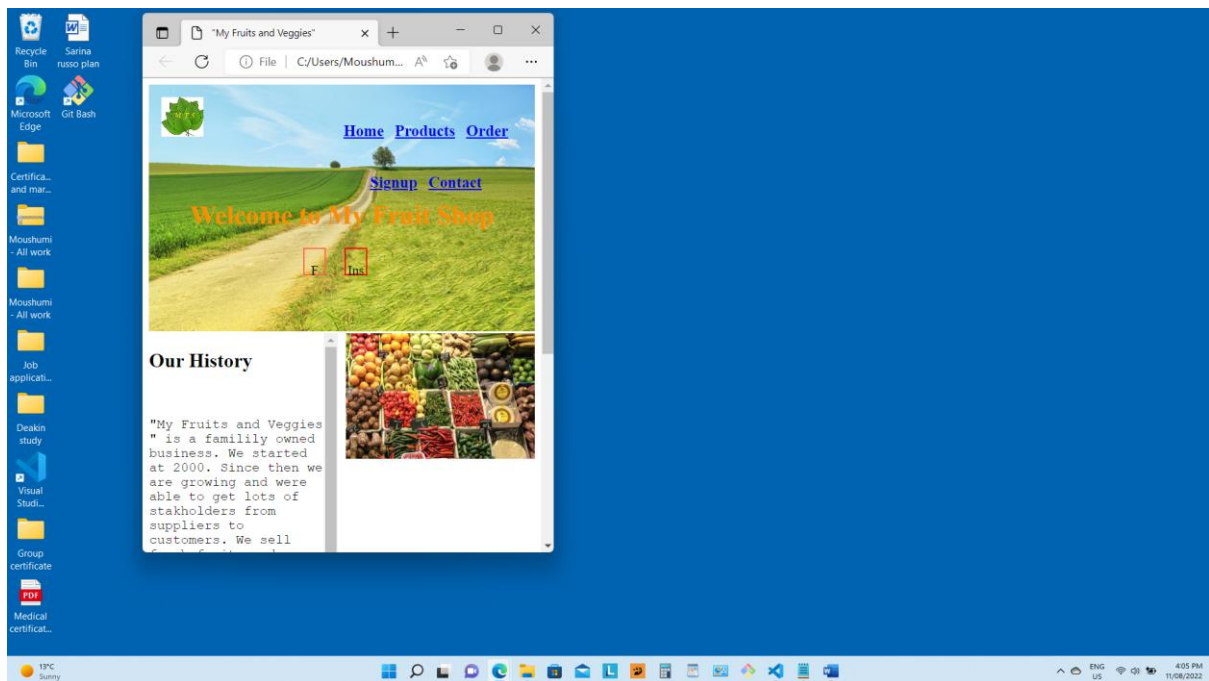 Recycle
Bin
Sarina
russo plan
Microsoft
Edge
Git Bash
Certifica...
and mar...
Moushumi
- All work
Moushumi
- All work
Job
applicati...
Deakin
study
Visual
Studi...
Group
certificate
PDF
Medical
certificat...
"My Fruits and Veggies"
File | C:/Users/Moushum...
Home Products Order
Signup Contact
Welcome to My Fruit Shop
F Ins
Our History
"My Fruits and Veggies
" is a familily owned
business. We started
at 2000. Since then we
are growing and were
able to get lots of
stakholders from
suppliers to
customers. We sell
13°C
Sunny
ENG
US
4:05 PM
11/08/2022